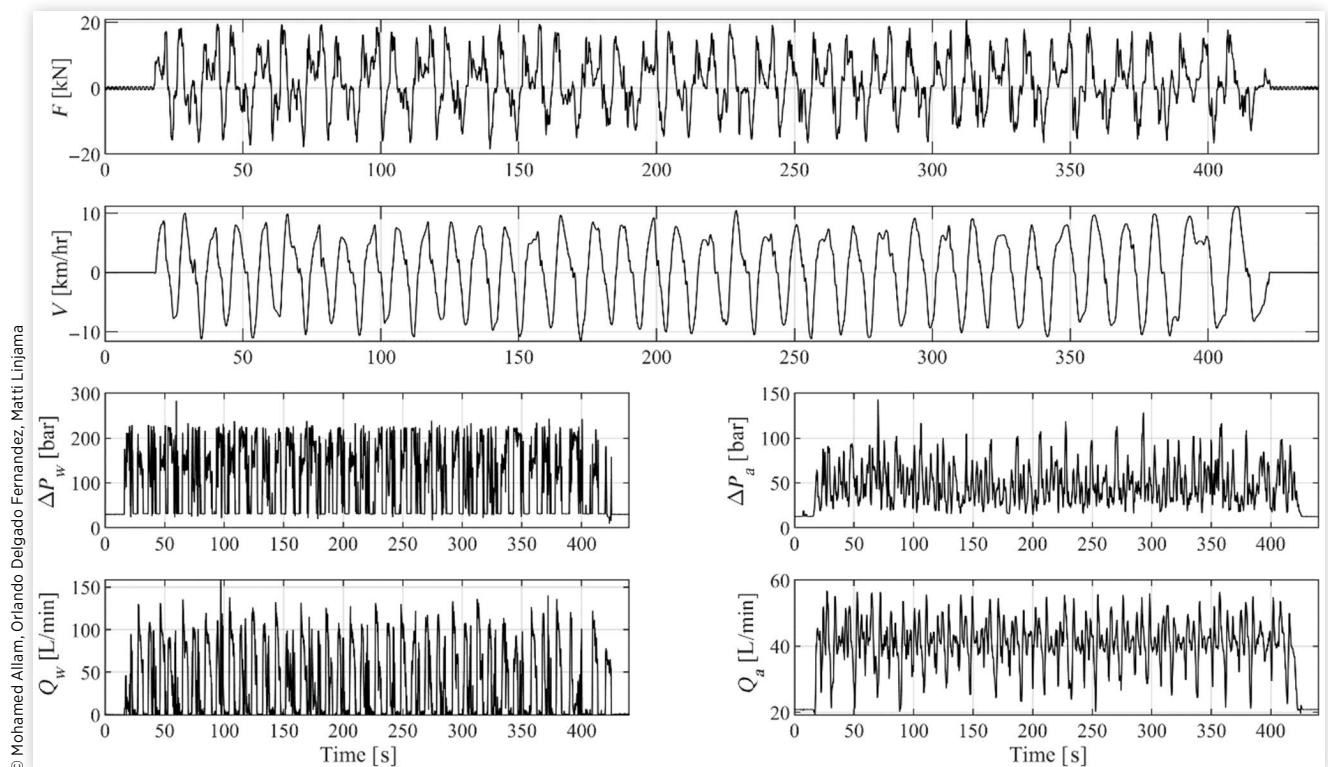 20
0
−20
F [kN]
0 50 100 150 200 250 300 350 400
10
0
−10
V [km/hr]
0 50 100 150 200 250 300 350 400
300
200
100
0
ΔPw [bar]
0 50 100 150 200 250 300 350 400
150
100
50
0
ΔPa [bar]
0 50 100 150 200 250 300 350 400
150
100
50
0
Qw [L/min]
0 50 100 150 200 250 300 350 400
Time [s]
60
40
20
Qa [L/min]
0 50 100 150 200 250 300 350 400
Time [s]
© Mohamed Allam, Orlando Delgado Fernandez, Matti Linjama